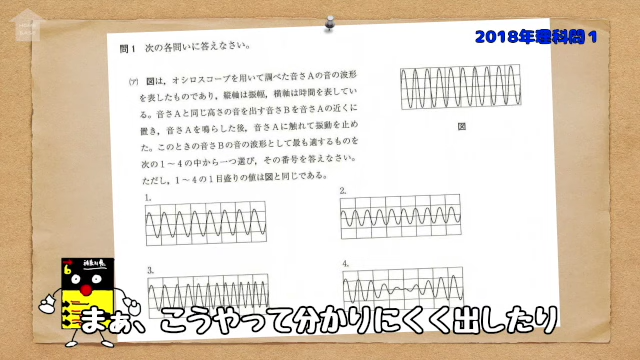 2018年理科問1
問1 次の各問いに答えなさい。
(ア) 図は，オシロスコープを用いて調べた音さAの音の波形
を表したものであり，縦軸は振幅，横軸は時間を表してい
る。音さAと同じ高さの音を出す音さBを音さAの近くに
置き，音さAを鳴らした後，音さAに触れて振動を止め
た。このときの音さBの音の波形として最も適するものを
次の1～4の中から一つ選び，その番号を答えなさい。
ただし，1～4の1目盛りの値は図と同じである。
図
1.
2.
3.
4.
6
まぁ、こうやって分かりにくく出したり